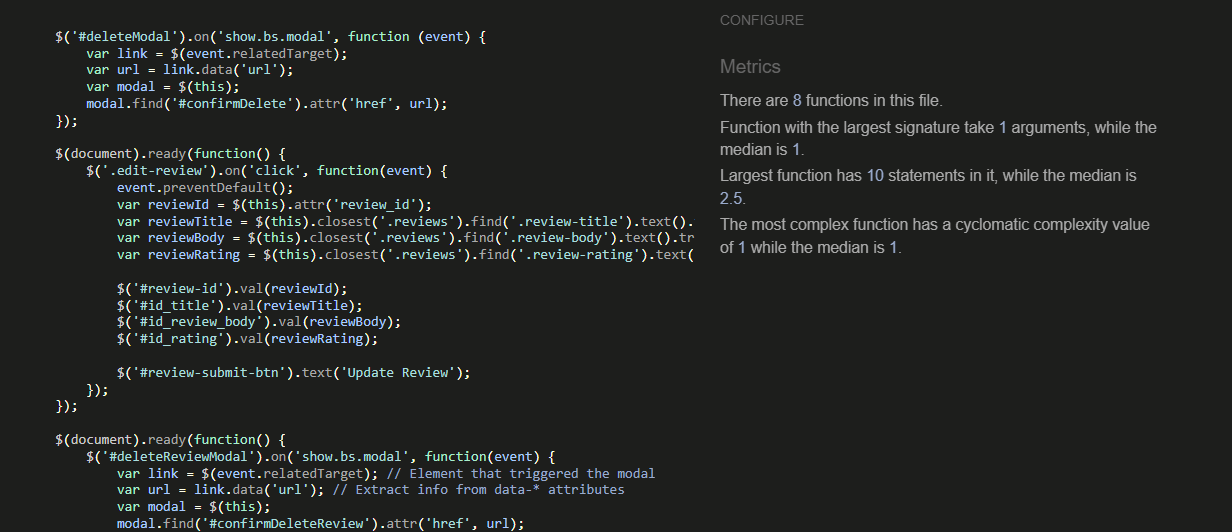 $('#deleteModal').on('show.bs.modal', function (event) {
    var link = $(event.relatedTarget);
    var url = link.data('url');
    var modal = $(this);
    modal.find('#confirmDelete').attr('href', url);
});
$(document).ready(function() {
    $('.edit-review').on('click', function(event) {
        event.preventDefault();
        var reviewId = $(this).attr('review_id');
        var reviewTitle = $(this).closest('.reviews').find('.review-title').text().
        var reviewBody = $(this).closest('.reviews').find('.review-body').text().tr
        var reviewRating = $(this).closest('.reviews').find('.review-rating').text(
        $('#review-id').val(reviewId);
        $('#id_title').val(reviewTitle);
        $('#id_review_body').val(reviewBody);
        $('#id_rating').val(reviewRating);
        $('#review-submit-btn').text('Update Review');
    });
});
$(document).ready(function() {
    $('#deleteReviewModal').on('show.bs.modal', function(event) {
        var link = $(event.relatedTarget); // Element that triggered the modal
        var url = link.data('url'); // Extract info from data-* attributes
        var modal = $(this);
        modal.find('#confirmDeleteReview').attr('href', url);
CONFIGURE
Metrics
There are 8 functions in this file.
Function with the largest signature take 1 arguments, while the
median is 1.
Largest function has 10 statements in it, while the median is
2.5.
The most complex function has a cyclomatic complexity value
of 1 while the median is 1.